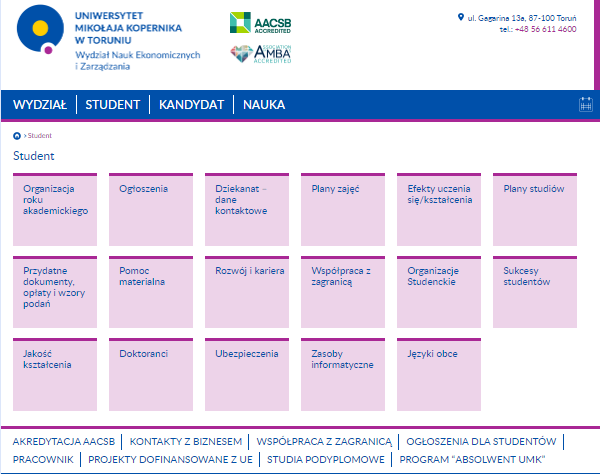 UNIWERSYTET
MIKOŁAJA KOPERNIKA
W TORUNIU
Wydział Nauk Ekonomicznych
i Zarządzania
AACSB
ACCREDITED
ASSOCIATION
AMBA
ACCREDITED
ul. Gagarina 13a, 87-100 Toruń
tel.: +48 56 611 4600
WYDZIAŁ
STUDENT
KANDYDAT
NAUKA
› Student
Student
Organizacja
roku
akademickiego
Ogłoszenia
Dziekanat –
dane
kontaktowe
Plany zajęć
Efekty uczenia
się/kształcenia
Plany studiów
Przydatne
dokumenty,
opłaty i wzory
podań
Pomoc
materialna
Rozwój i kariera
Współpraca z
zagranicą
Organizacje
Studenckie
Sukcesy
studentów
Jakość
kształcenia
Doktoranci
Ubezpieczenia
Zasoby
informatyczne
Języki obce
AKREDYTACJA AACSB
KONTAKTY Z BIZNESEM
WSPÓŁPRACA Z ZAGRANICĄ
OGŁOSZENIA DLA STUDENTÓW
PRACOWNIK
PROJEKTY DOFINANSOWANE Z UE
STUDIA PODYPLOMOWE
PROGRAM "ABSOLWENT UMK"